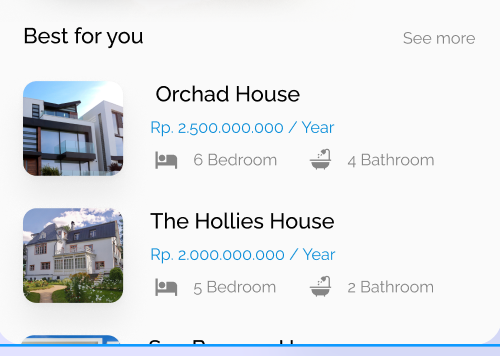 Best for you
See more
Orchad House
Rp. 2.500.000.000 / Year
6 Bedroom 4 Bathroom
The Hollies House
Rp. 2.000.000.000 / Year
5 Bedroom 2 Bathroom